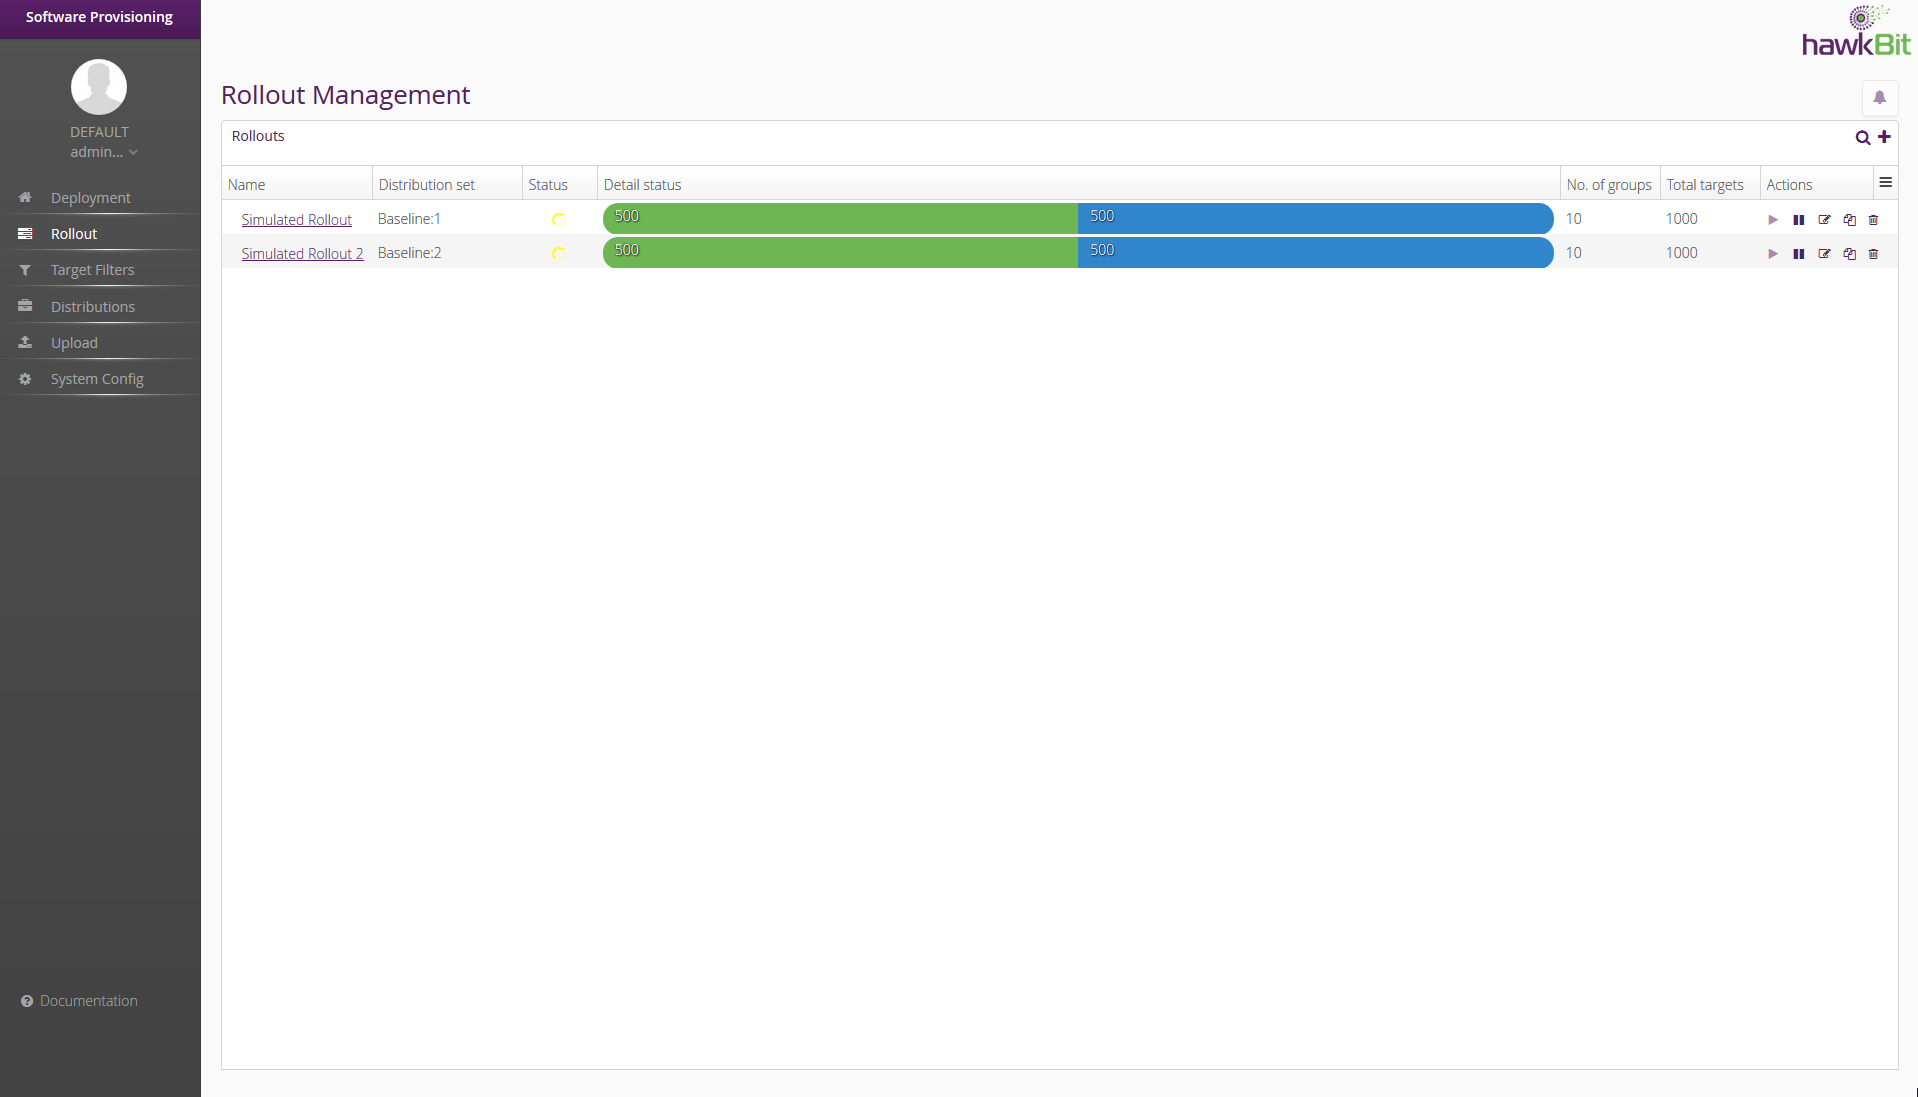 Software Provisioning
DEFAULT
admin...
Deployment
Rollout
Target Filters
Distributions
Upload
System Config
Documentation
hawkBit
Rollout Management
Rollouts
Name Distribution set Status Detail status No. of groups Total targets Actions
Simulated Rollout Baseline:1 500 500 10 1000
Simulated Rollout 2 Baseline:2 500 500 10 1000